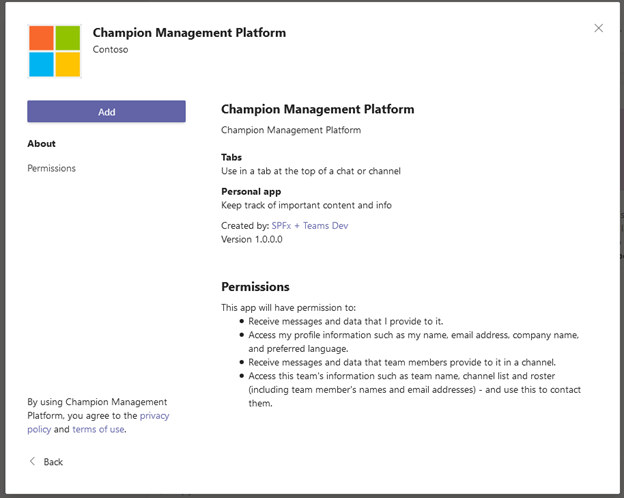 Champion Management Platform
Contoso
Add
About
Permissions
Champion Management Platform
Champion Management Platform
Tabs
Use in a tab at the top of a chat or channel
Personal app
Keep track of important content and info
Created by: SPFx + Teams Dev
Version 1.0.0.0
Permissions
This app will have permission to:
Receive messages and data that I provide to it.
Access my profile information such as my name, email address, company name,
and preferred language.
Receive messages and data that team members provide to it in a channel.
Access this team's information such as team name, channel list and roster
(including team member's names and email addresses) - and use this to contact
them.
By using Champion Management
Platform, you agree to the privacy
policy and terms of use.
Back